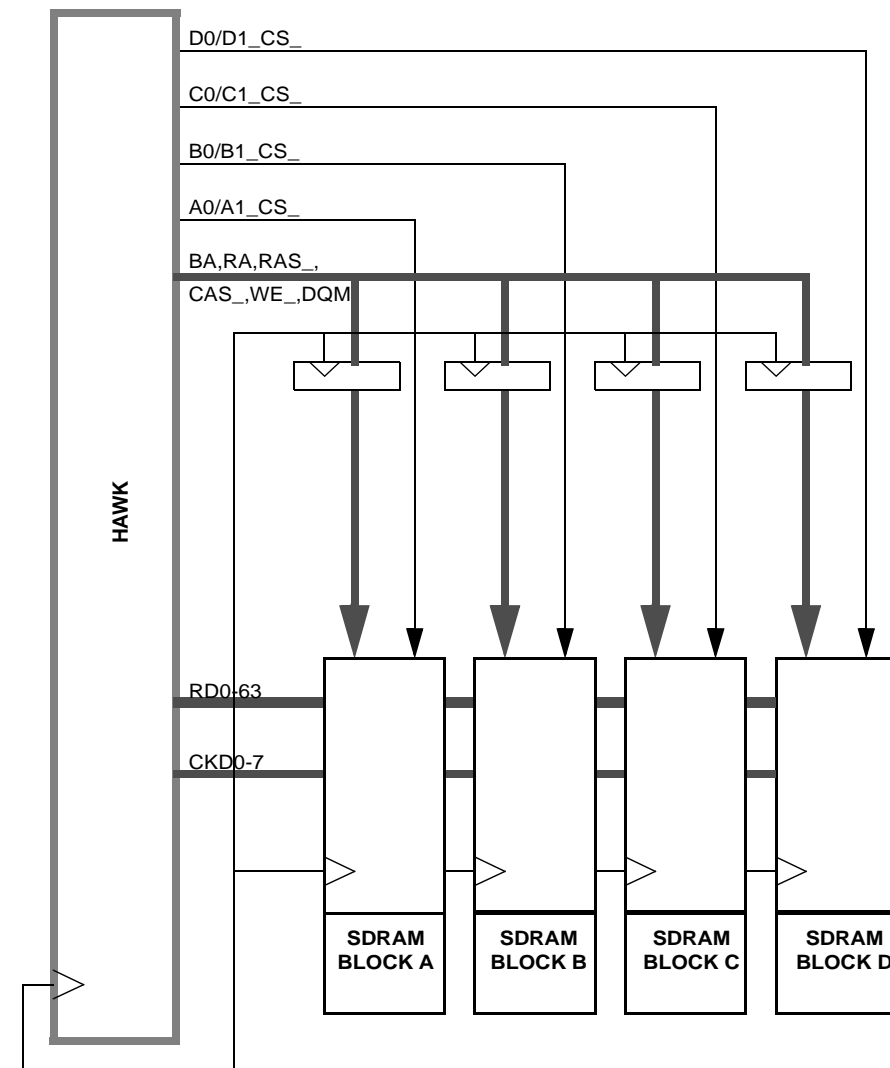 D0/D1_CS_
C0/C1_CS_
B0/B1_CS_
A0/A1_CS_
BA,RA,RAS_,
CAS_,WE_,DQM
HAWK
RD0-63
CKD0-7
SDRAM
BLOCK A
SDRAM
BLOCK B
SDRAM
BLOCK C
SDRAM
BLOCK D